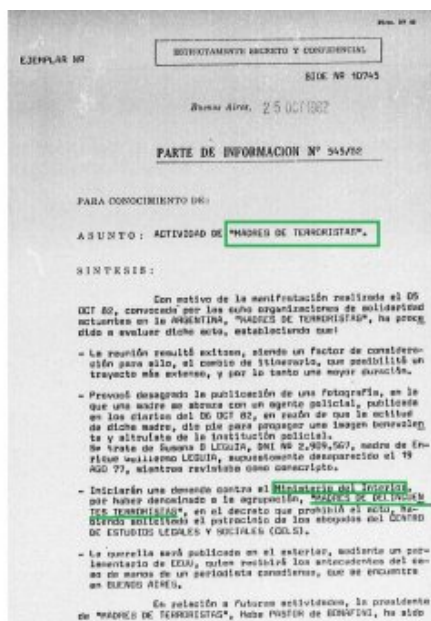 EJEMPLAR NR
ESTRICTAMENTE SECRETO Y CONFIDENCIAL
SIDE NR 10745
Buenos Aires, 25 OCT 1982
PARTE DE INFORMACION Nº 545/82
PARA CONOCIMIENTO DE:
ASUNTO: ACTIVIDAD DE "MADRES DE TERRORISTAS".
SINTESIS:
Con motivo de la manifestación realizada el 05
OCT 82, convocada por las ocho organizaciones de solidaridad
actuantes en la ARGENTINA, "MADRES DE TERRORISTAS", ha proce
dido a evaluar dicho acto, estableciendo que:
- La reunión resultó exitosa, siendo un factor de considera-
ción para ello, el cambio de itinerario, que posibilitó un
trayecto más extenso, y por lo tanto una mayor duración.
- Provocó desagrado la publicación de una fotografía, en la
que una madre se abraza con un agente policial, publicada
en los diarios del 06 OCT 82, en razón de que la actitud
de dicha madre, dió pie para propagar una imagen benevolen
te y altruista de la institución policial.
Se trata de Susana D LEGUIA, DNI NR 2.909.567, madre de En-
rique Guillermo LEGUIA, supuestamente desaparecido el 19
AGO 77, mientras revistaba como conscripto.
- Iniciarán una demanda contra el Ministerio del Interior,
por haber denominado a la agrupación, "MADRES DE DELINCUEN
TES TERRORISTAS", en el decreto que prohibió el acto, ha-
biendo solicitado el patrocinio de los abogados del CENTRO
DE ESTUDIOS LEGALES Y SOCIALES (CELS).
- La querella será publicada en el exterior, mediante un par-
lamentario de EEUU, quien recibirá los antecedentes del ca-
so de manos de un periodista canadiense, que se encuentra
en BUENOS AIRES.
En relación a futuras actividades, la presidente
de "MADRES DE TERRORISTAS", Hebe PASTOR de BONAFINI, ha sido